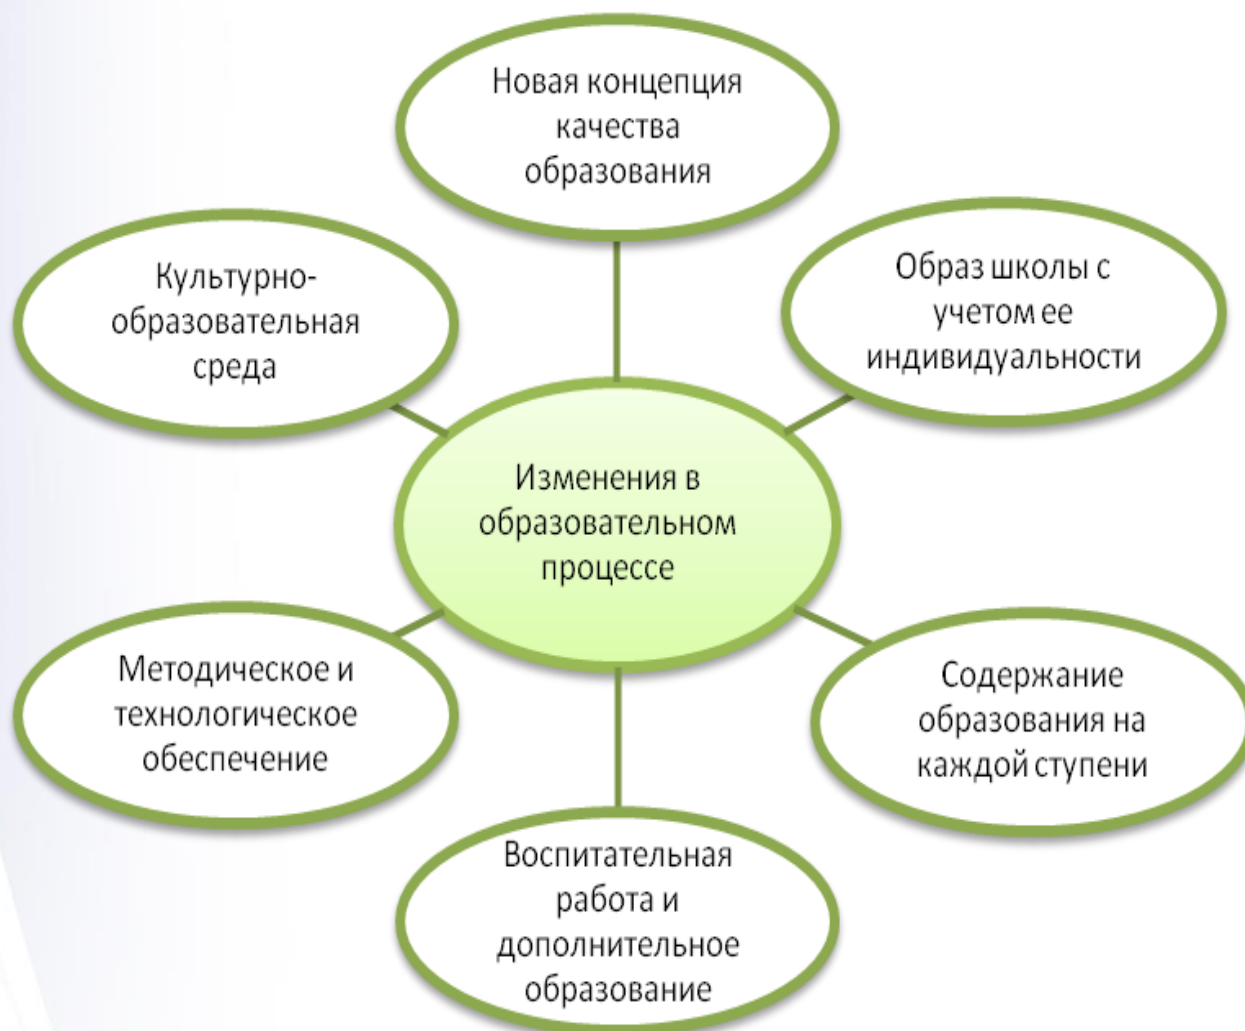 Новая концепция
качества
образования
Культурно-
образовательная
среда
Образ школы с
учетом ее
индивидуальности
Изменения в
образовательном
процессе
Методическое и
технологическое
обеспечение
Содержание
образования на
каждой ступени
Воспитательная
работа и
дополнительное
образование